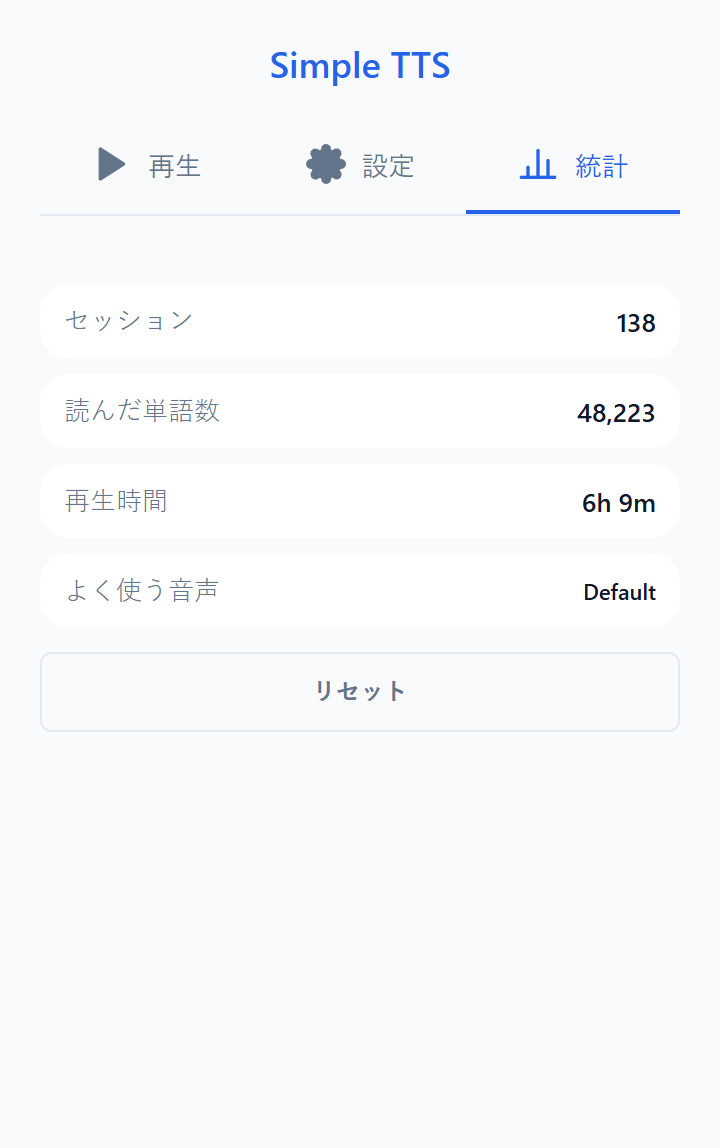 Simple TTS
再生 設定 統計
セッション 138
読んだ単語数 48,223
再生時間 6h 9m
よく使う音声 Default
リセット